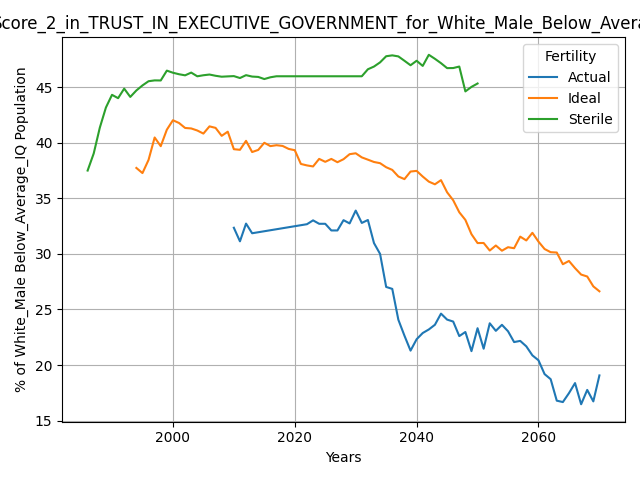 Score_2_in_TRUST_IN_EXECUTIVE_GOVERNMENT_for_White_Male_Below_Avera
% of White_Male Below_Average_IQ Population
Fertility
Actual
Ideal
Sterile
45
40
35
30
25
20
15
2000
2020
2040
2060
Years